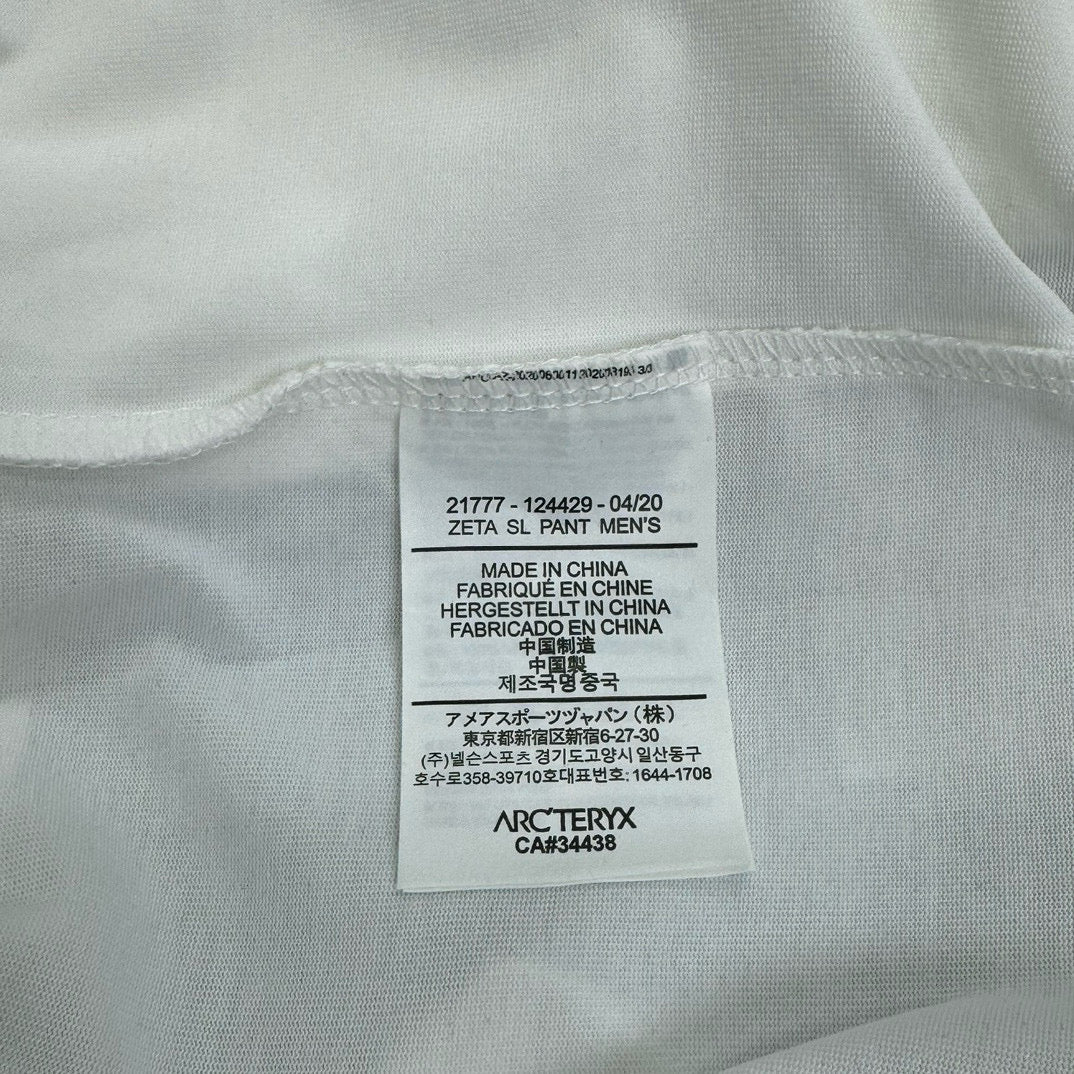 21777 - 124429 - 04/20
ZETA SL PANT MEN'S
MADE IN CHINA
FABRIQUÉ EN CHINE
HERGESTELLT IN CHINA
FABRICADO EN CHINA
中国制造
中国製
제조국명중국
アメアスポーツヅャパン（株）
東京都新宿区新宿6-27-30
(주)넬슨스포츠 경기도고양시 일산동구
호수로358-39710호대표번호: 1644-1708
ARC'TERYX
CA#34438